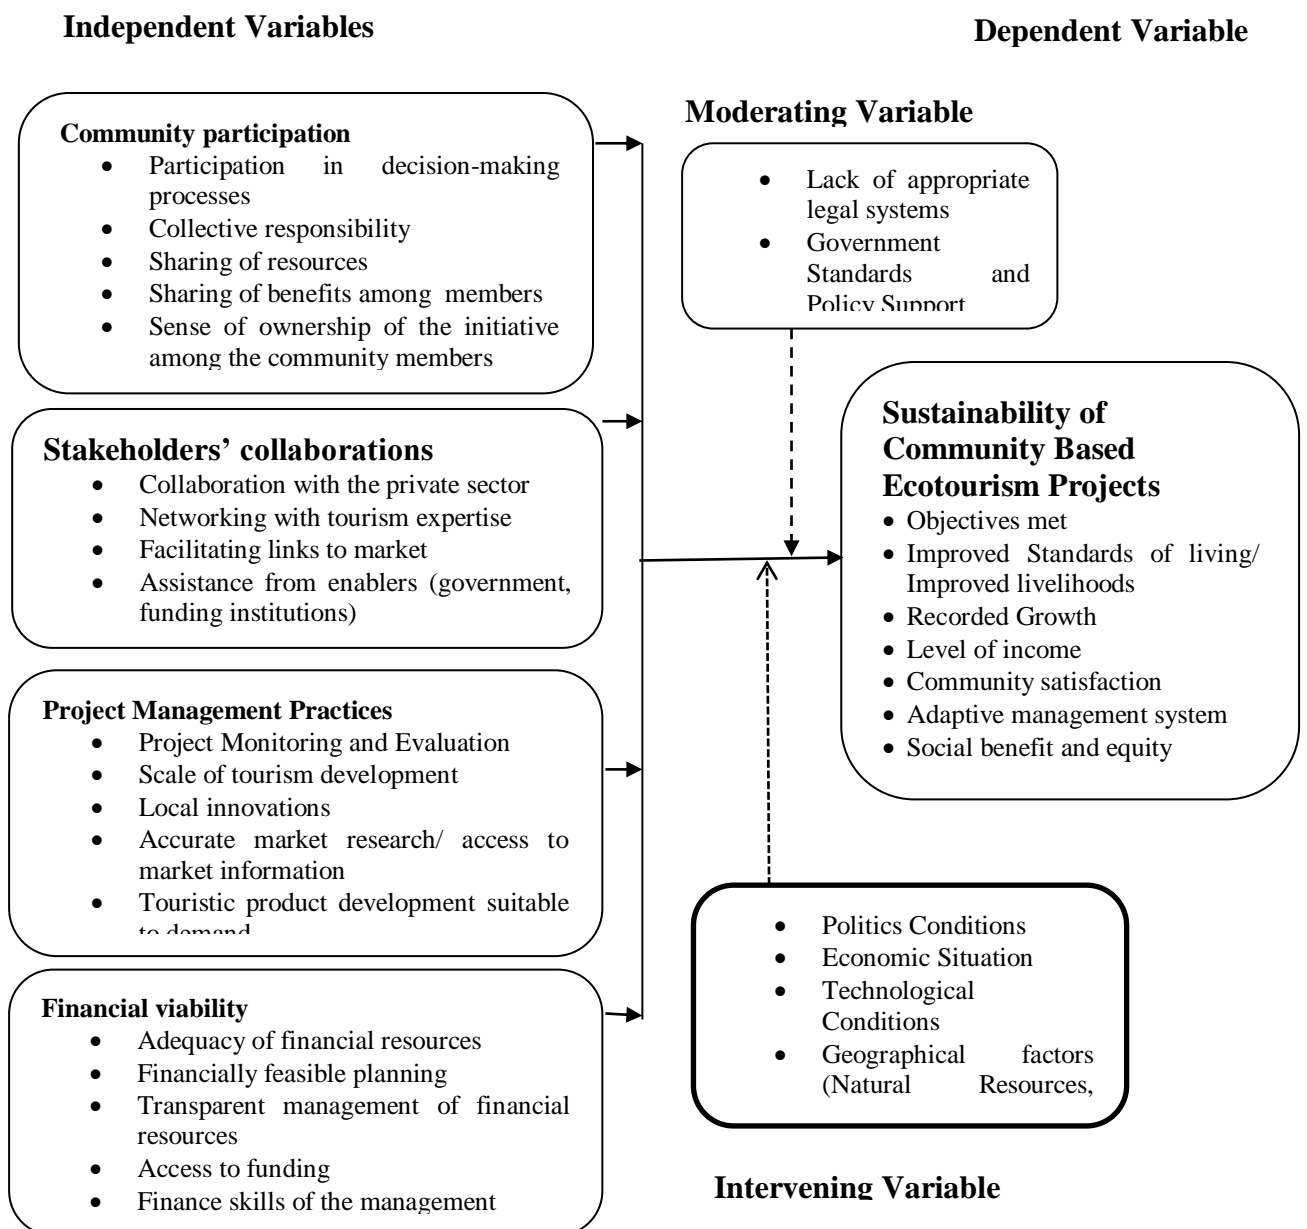 Independent Variables
Dependent Variable
Community participation
• Participation in decision-making
processes
• Collective responsibility
• Sharing of resources
• Sharing of benefits among members
• Sense of ownership of the initiative
among the community members
Moderating Variable
• Lack of appropriate
legal systems
• Government
Standards and
Policy Support
Stakeholders’ collaborations
• Collaboration with the private sector
• Networking with tourism expertise
• Facilitating links to market
• Assistance from enablers (government,
funding institutions)
Sustainability of
Community Based
Ecotourism Projects
• Objectives met
• Improved Standards of living/
Improved livelihoods
• Recorded Growth
• Level of income
• Community satisfaction
• Adaptive management system
• Social benefit and equity
Project Management Practices
• Project Monitoring and Evaluation
• Scale of tourism development
• Local innovations
• Accurate market research/ access to
market information
• Touristic product development suitable
to demand
Financial viability
• Adequacy of financial resources
• Financially feasible planning
• Transparent management of financial
resources
• Access to funding
• Finance skills of the management
• Politics Conditions
• Economic Situation
• Technological
Conditions
• Geographical factors
(Natural Resources,
Intervening Variable